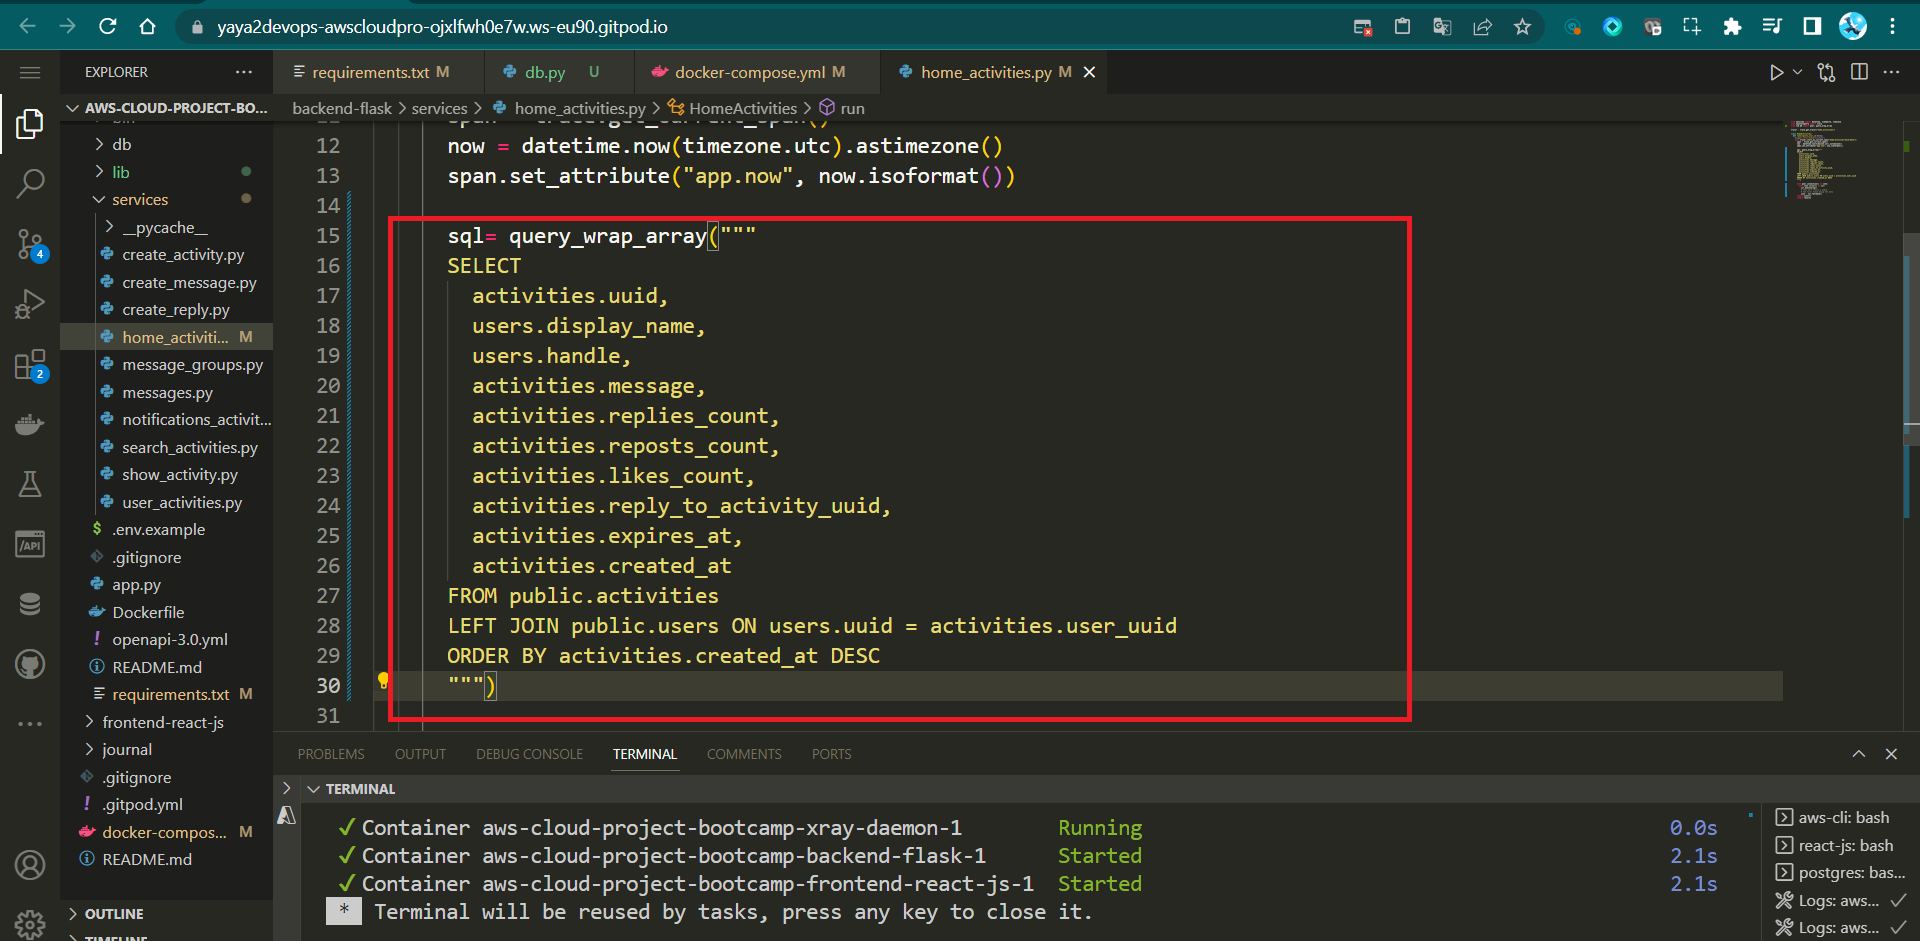 yaya2devops-awscloudpro-ojxlfwh0e7w.ws-eu90.gitpod.io
EXPLORER
requirements.txt M
db.py U
docker-compose.yml M
home_activities.py M
AWS-CLOUD-PROJECT-BO...
backend-flask > services > home_activities.py > HomeActivities > run
db
lib
services
__pycache__
create_activity.py
create_message.py
create_reply.py
home_activiti... M
message_groups.py
messages.py
notifications_activit...
search_activities.py
show_activity.py
user_activities.py
.env.example
.gitignore
app.py
Dockerfile
openapi-3.0.yml
README.md
requirements.txt M
frontend-react-js
journal
.gitignore
.gitpod.yml
docker-compos... M
README.md
OUTLINE
TIMELINE
4
2
/API
12 now = datetime.now(timezone.utc).astimezone()
13 span.set_attribute("app.now", now.isoformat())
14
15 sql= query_wrap_array("""
16 SELECT
17 activities.uuid,
18 users.display_name,
19 users.handle,
20 activities.message,
21 activities.replies_count,
22 activities.reposts_count,
23 activities.likes_count,
24 activities.reply_to_activity_uuid,
25 activities.expires_at,
26 activities.created_at
27 FROM public.activities
28 LEFT JOIN public.users ON users.uuid = activities.user_uuid
29 ORDER BY activities.created_at DESC
30 """)
31
PROBLEMS OUTPUT DEBUG CONSOLE TERMINAL COMMENTS PORTS
TERMINAL
✓ Container aws-cloud-project-bootcamp-xray-daemon-1 Running 0.0s
✓ Container aws-cloud-project-bootcamp-backend-flask-1 Started 2.1s
✓ Container aws-cloud-project-bootcamp-frontend-react-js-1 Started 2.1s
* Terminal will be reused by tasks, press any key to close it.
aws-cli: bash
react-js: bash
postgres: bas...
Logs: aws...
Logs: aws...